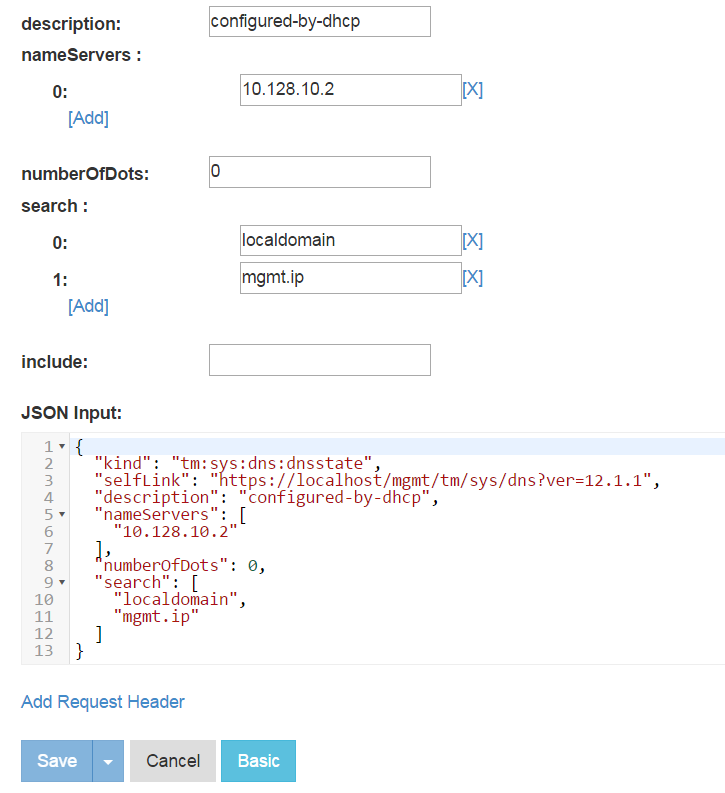 description: configured-by-dhcp
nameServers :
0: 10.128.10.2 [X]
[Add]
numberOfDots: 0
search :
0: localdomain [X]
1: mgmt.ip [X]
[Add]
include:
JSON Input:
1 {
2 "kind": "tm:sys:dns:dnsstate",
3 "selfLink": "https://localhost/mgmt/tm/sys/dns?ver=12.1.1",
4 "description": "configured-by-dhcp",
5 "nameServers": [
6 "10.128.10.2"
7 ],
8 "numberOfDots": 0,
9 "search": [
10 "localdomain",
11 "mgmt.ip"
12 ]
13 }
Add Request Header
Save Cancel Basic